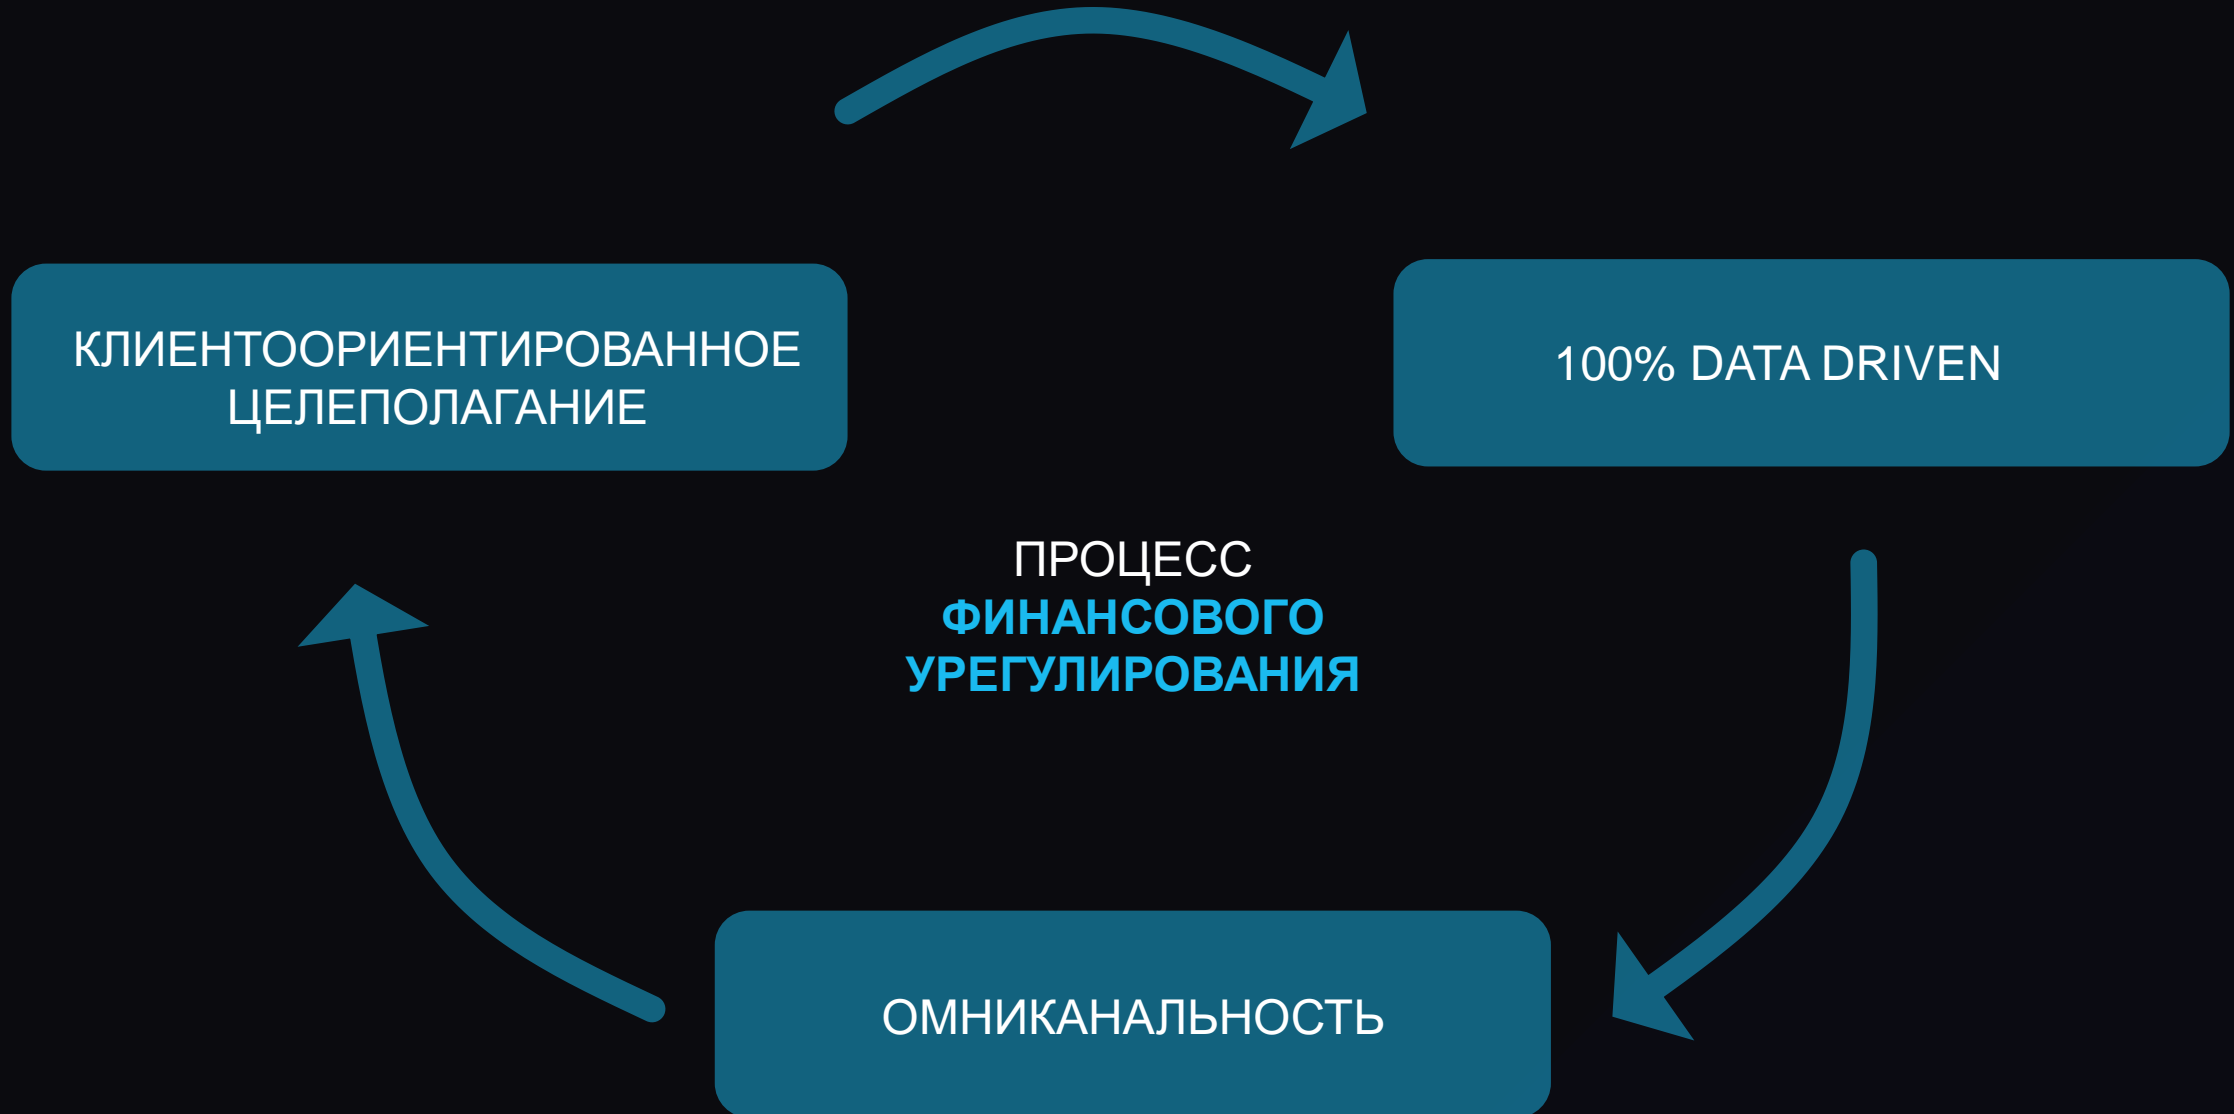 КЛИЕНТООРИЕНТИРОВАННОЕ
ЦЕЛЕПОЛАГАНИЕ
100% DATA DRIVEN
ПРОЦЕСС
ФИНАНСОВОГО
УРЕГУЛИРОВАНИЯ
ОМНИКАНАЛЬНОСТЬ